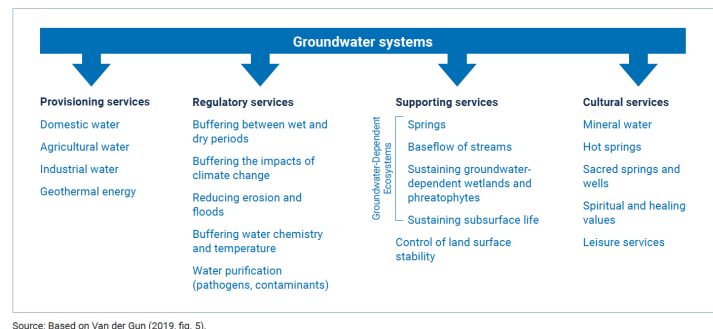 Groundwater systems
Provisioning services
Domestic water
Agricultural water
Industrial water
Geothermal energy
Regulatory services
Buffering between wet and
dry periods
Buffering the impacts of
climate change
Reducing erosion and
floods
Buffering water chemistry
and temperature
Water purification
(pathogens, contaminants)
Supporting services
Groundwater-Dependent
Ecosystems
Springs
Baseflow of streams
Sustaining groundwater-
dependent wetlands and
phreatophytes
Sustaining subsurface life
Control of land surface
stability
Cultural services
Mineral water
Hot springs
Sacred springs and
wells
Spiritual and healing
values
Leisure services
Source: Based on Van der Gun (2019, fig. 5).